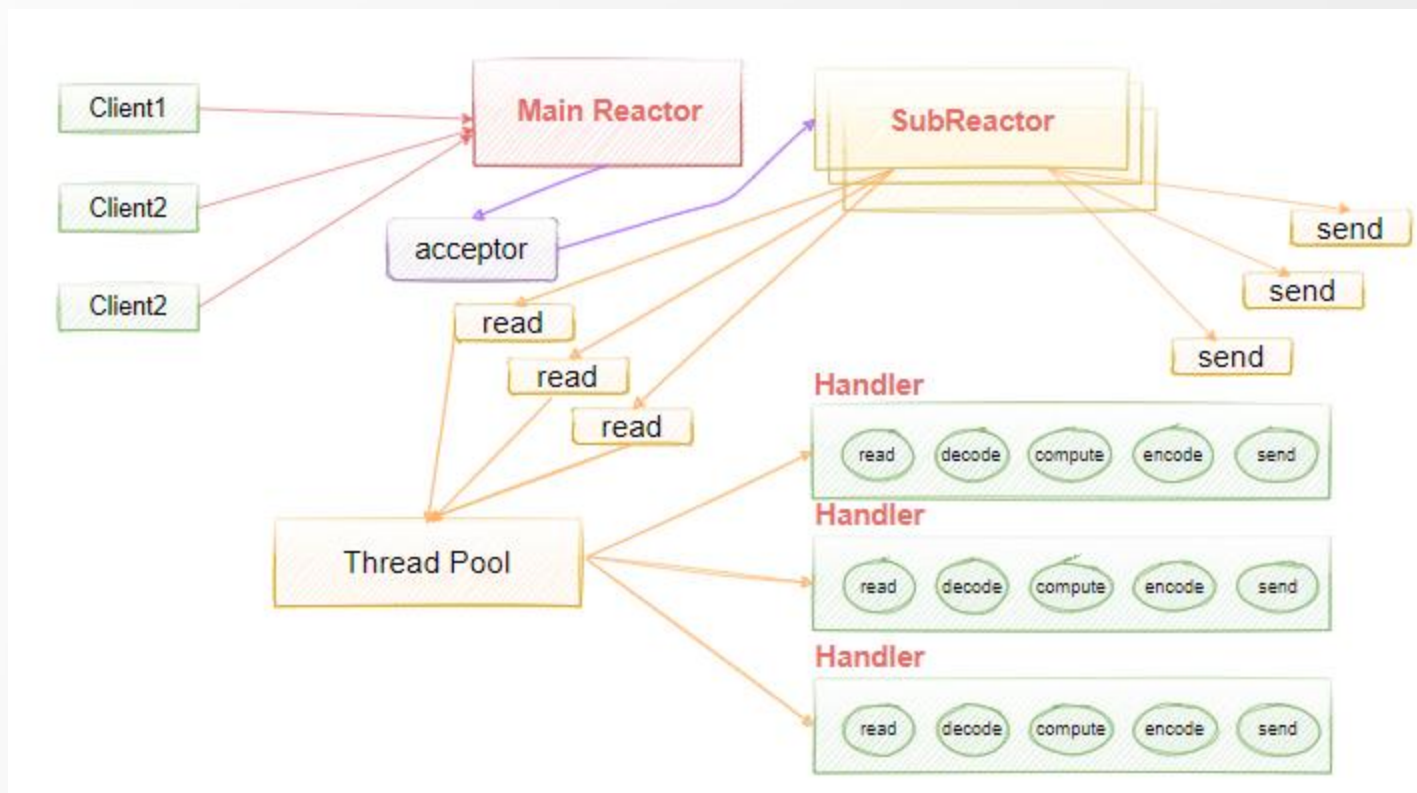 Client1
Main Reactor
SubReactor
Client2
acceptor
send
send
Client2
read
read
send
read
Handler
read decode compute encode send
Handler
Thread Pool
read decode compute encode send
Handler
read decode compute encode send